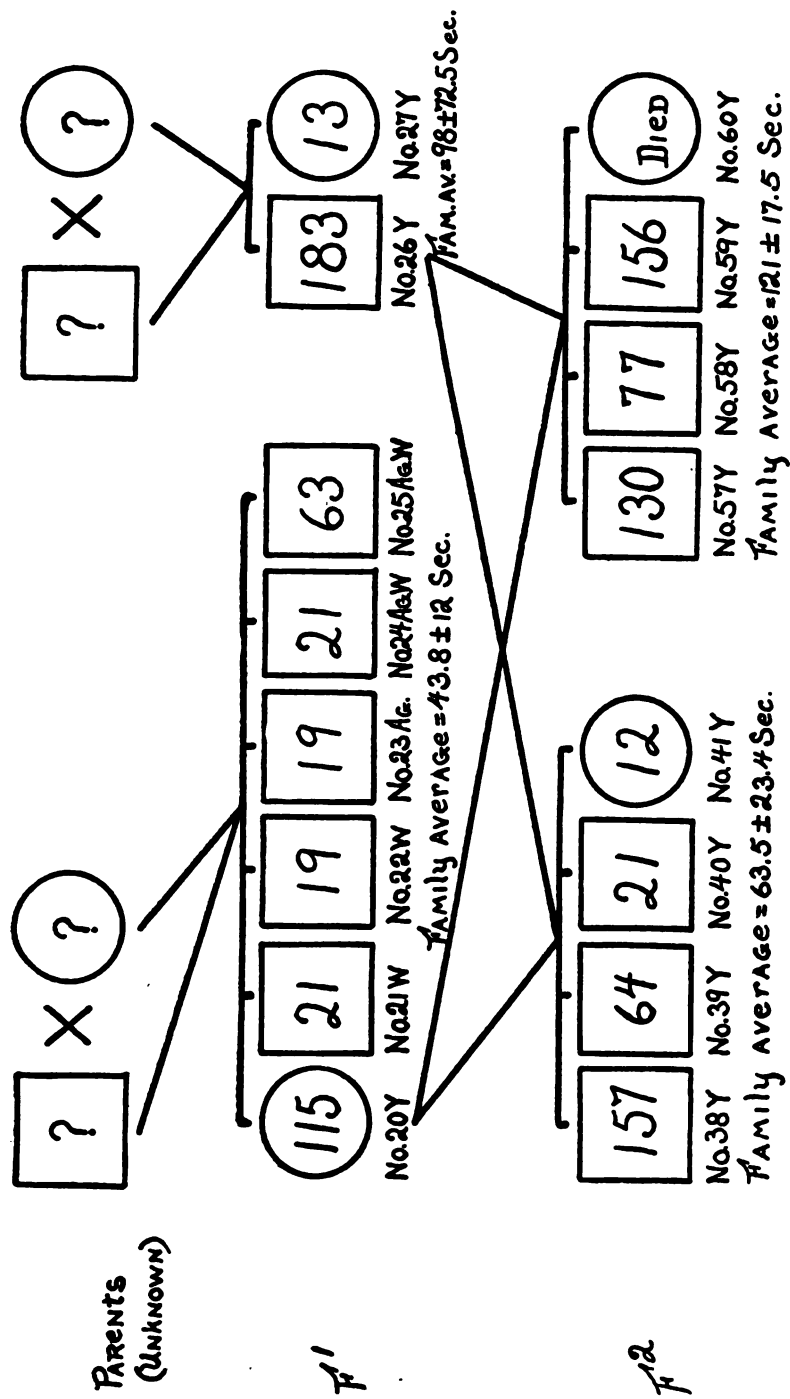 PARENTS
(UNKNOWN)
? X ?
? X ?
F1
115 21 19 19 21 63
No.20Y No.21W No.22W No.23AG. No.24AGW No.25AGW
FAMILY AVERAGE=43.8±12 SEC.
183 13
No.26Y No.27Y
FAM.AV.=98±72.5 SEC.
F2
157 64 21 12
No.38Y No.39Y No.40Y No.41Y
FAMILY AVERAGE=63.5±23.4 SEC.
130 77 156 DIED
No.57Y No.58Y No.59Y No.60Y
FAMILY AVERAGE=121±17.5 SEC.